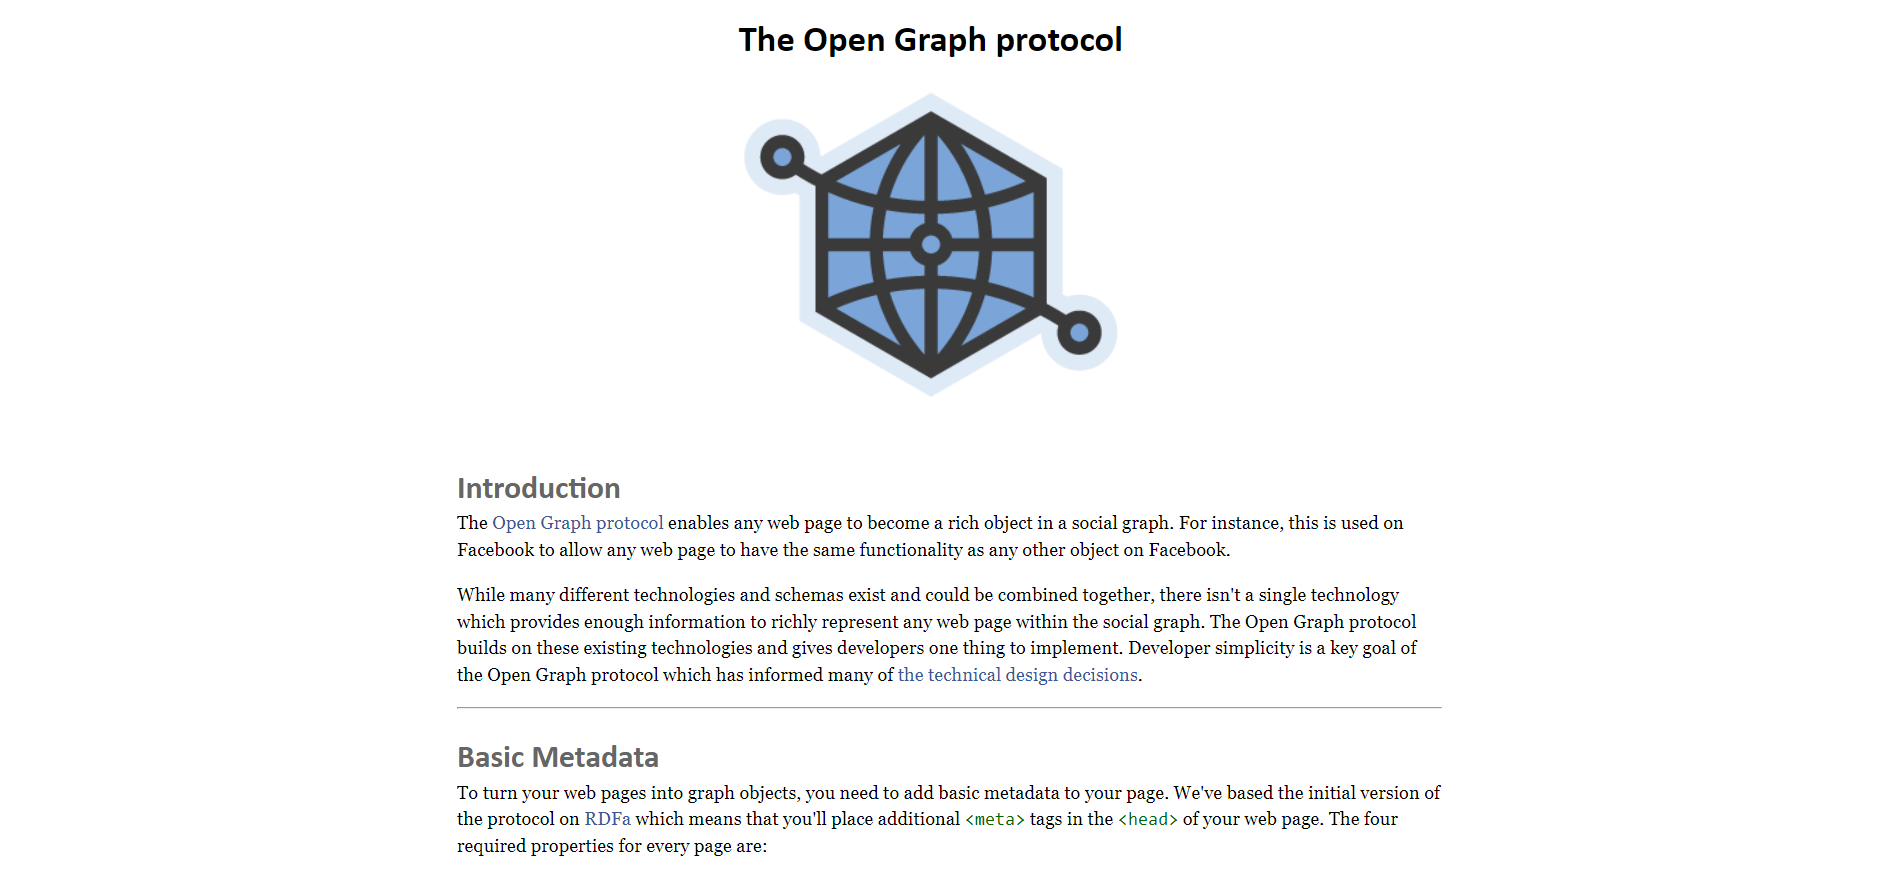 The Open Graph protocol
Introduction
The Open Graph protocol enables any web page to become a rich object in a social graph. For instance, this is used on
Facebook to allow any web page to have the same functionality as any other object on Facebook.
While many different technologies and schemas exist and could be combined together, there isn't a single technology
which provides enough information to richly represent any web page within the social graph. The Open Graph protocol
builds on these existing technologies and gives developers one thing to implement. Developer simplicity is a key goal of
the Open Graph protocol which has informed many of the technical design decisions.
Basic Metadata
To turn your web pages into graph objects, you need to add basic metadata to your page. We've based the initial version of
the protocol on RDFa which means that you'll place additional <meta> tags in the <head> of your web page. The four
required properties for every page are: